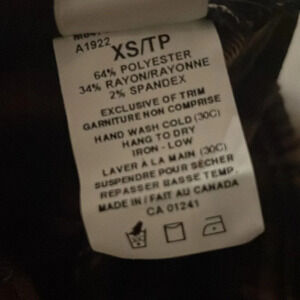 A1922
XS/TP
64% POLYESTER
34% RAYON/RAYONNE
2% SPANDEX
EXCLUSIVE OF TRIM
GARNITURE NON COMPRISE
HAND WASH COLD (30C)
HANG TO DRY
IRON - LOW
LAVER À LA MAIN (30C)
SUSPENDRE POUR SÉCHER
REPASSER BASSE TEMP.
MADE IN / FAIT AU CANADA
CA 01241